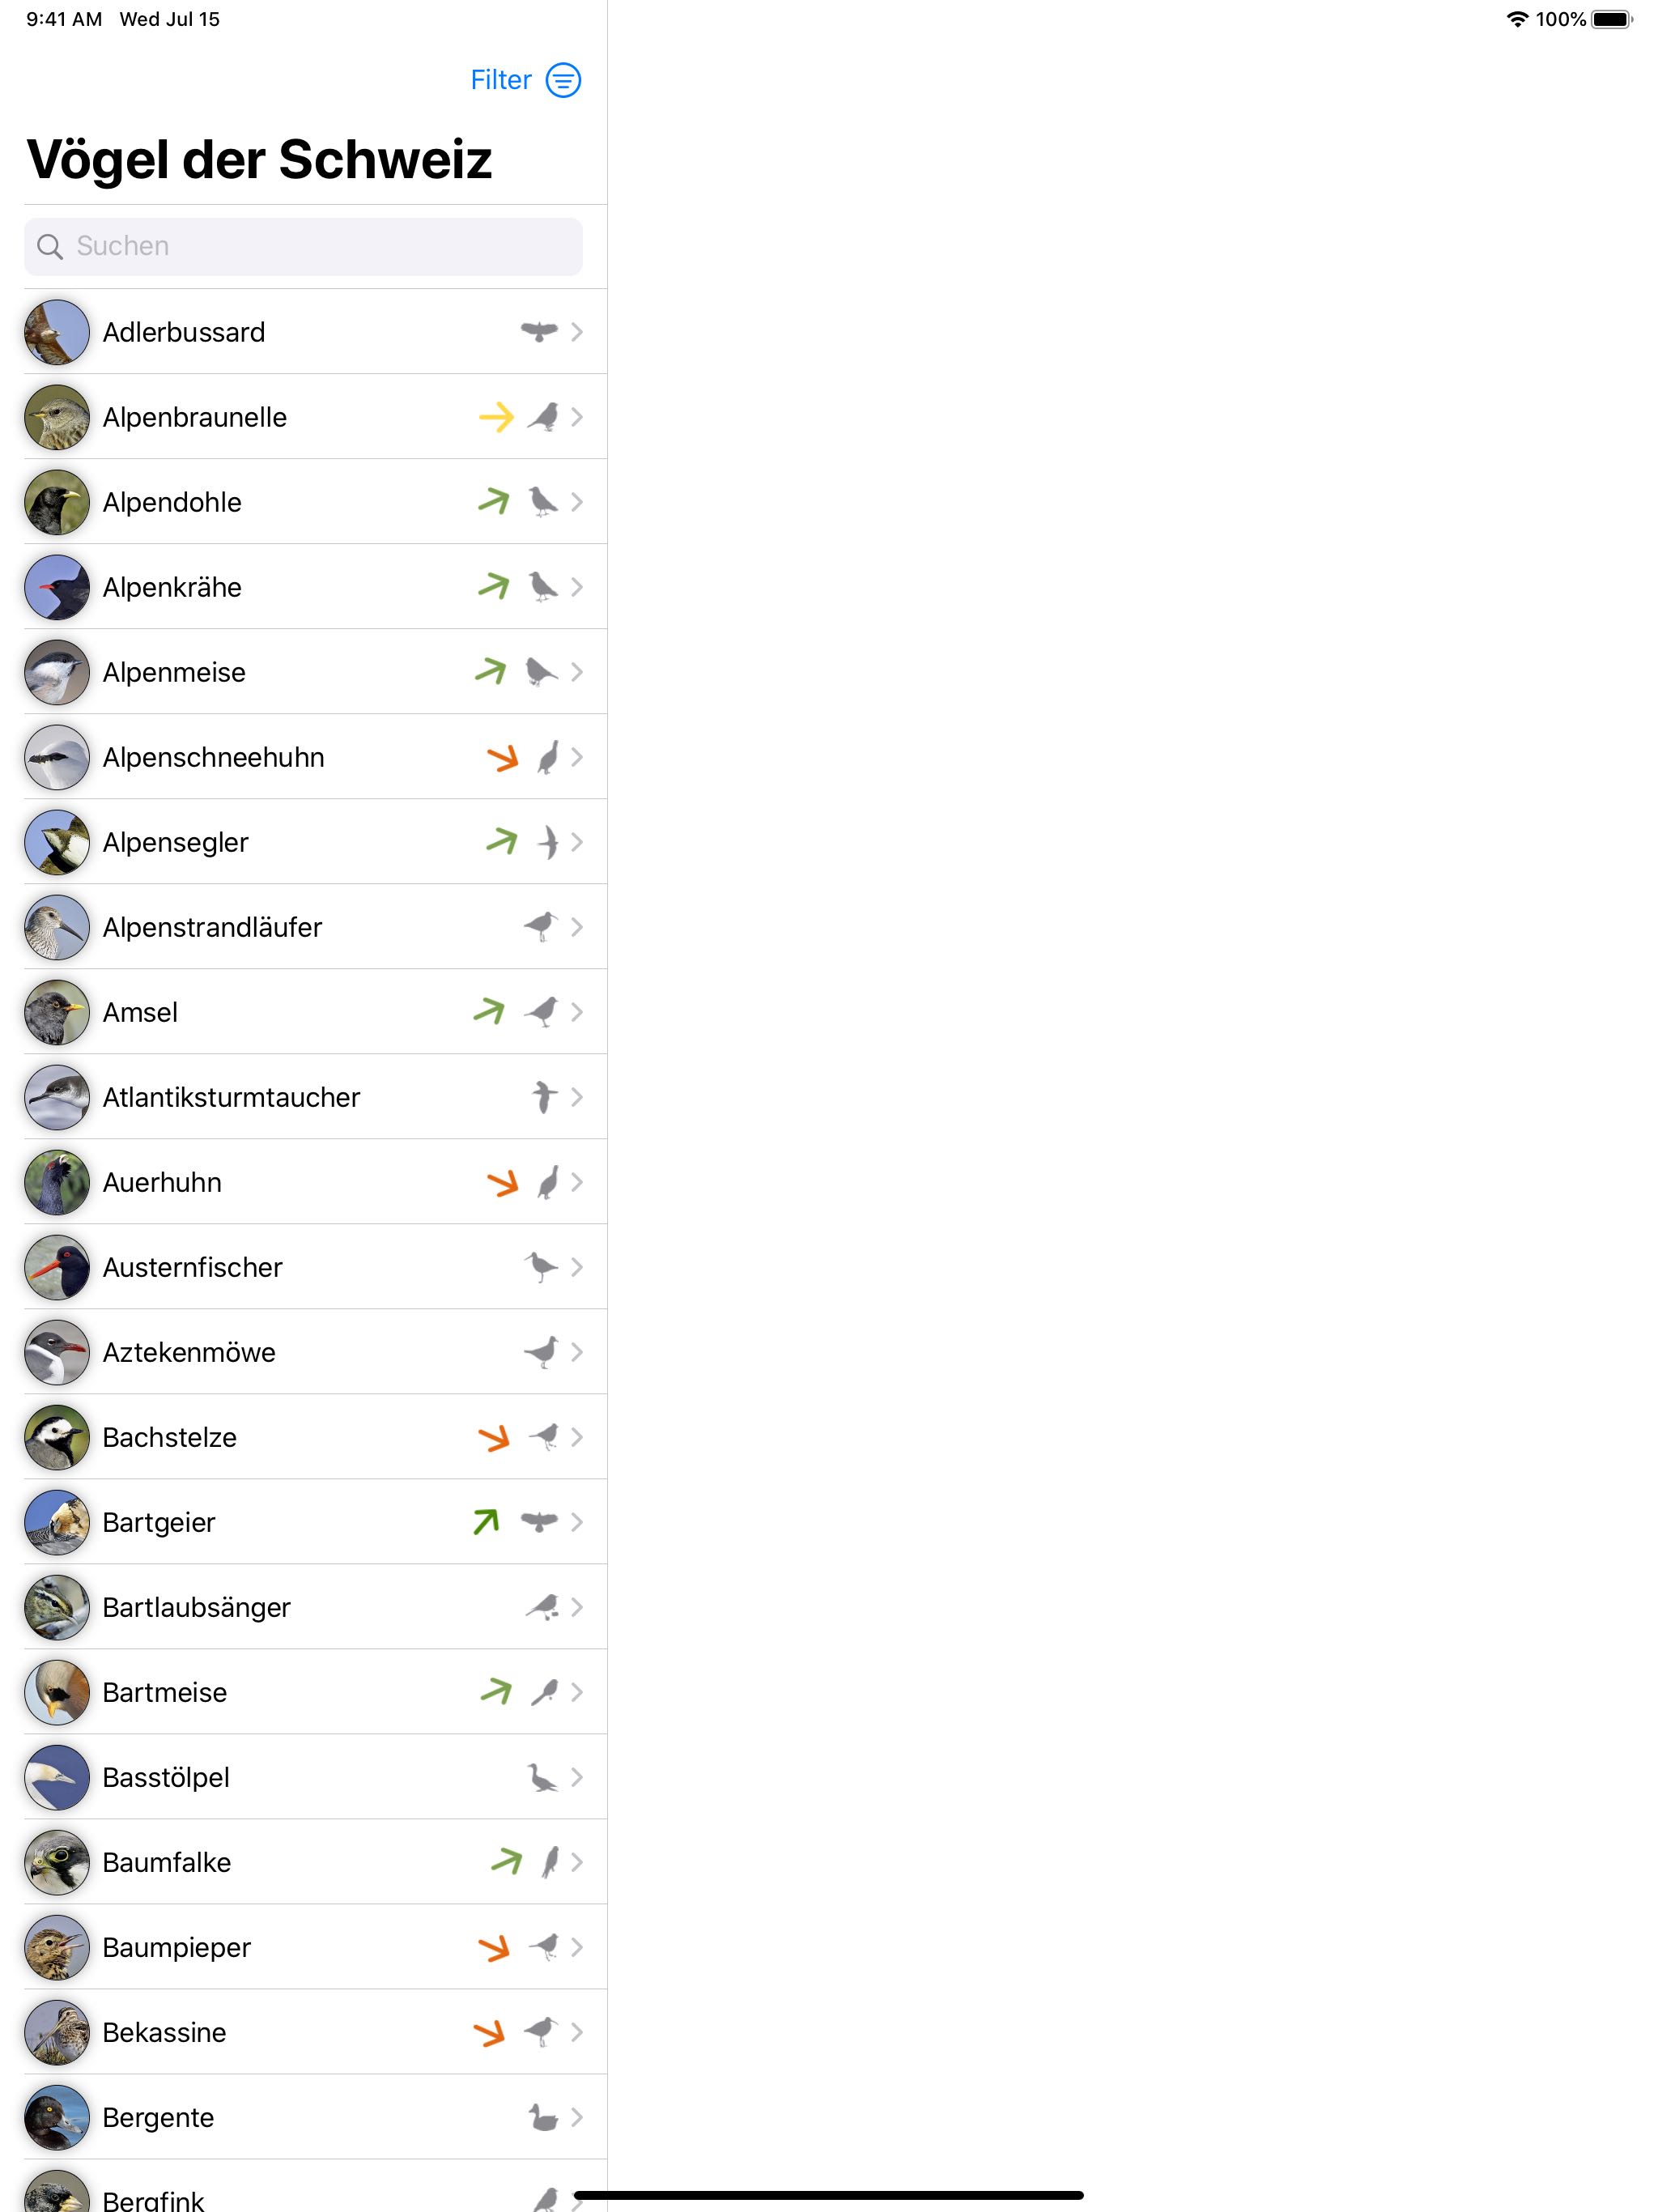 9:41 AM Wed Jul 15
100%
Filter
Vögel der Schweiz
Suchen
Adlerbussard
Alpenbraunelle
Alpendohle
Alpenkrähe
Alpenmeise
Alpenschneehuhn
Alpensegler
Alpenstrandläufer
Amsel
Atlantiksturmtaucher
Auerhuhn
Austernfischer
Aztekenmöwe
Bachstelze
Bartgeier
Bartlaubsänger
Bartmeise
Basstölpel
Baumfalke
Baumpieper
Bekassine
Bergente
Bergfink